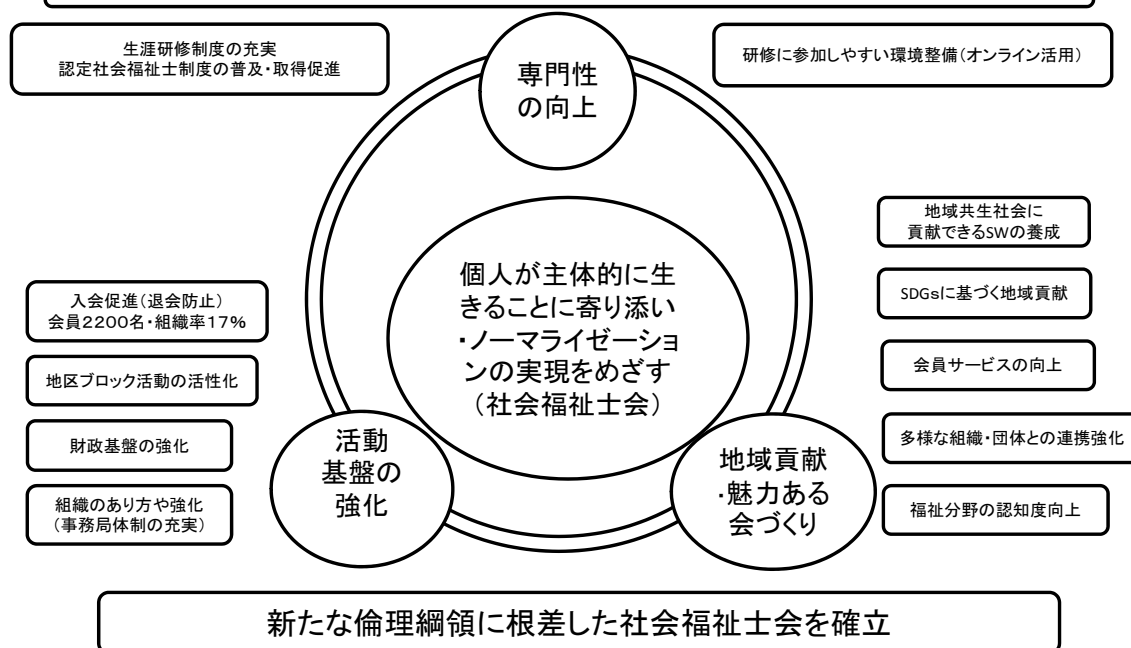 生涯研修制度の充実
認定社会福祉士制度の普及・取得促進
専門性
の向上
研修に参加しやすい環境整備(オンライン活用)
個人が主体的に生
きることに寄り添い
・ノーマライゼーショ
ンの実現をめざす
(社会福祉士会)
入会促進(退会防止)
会員2200名・組織率17%
地区ブロック活動の活性化
財政基盤の強化
組織のあり方や強化
(事務局体制の充実)
活動
基盤の
強化
地域貢献
・魅力ある
会づくり
地域共生社会に
貢献できるSWの養成
SDGsに基づく地域貢献
会員サービスの向上
多様な組織・団体との連携強化
福祉分野の認知度向上
新たな倫理綱領に根差した社会福祉士会を確立